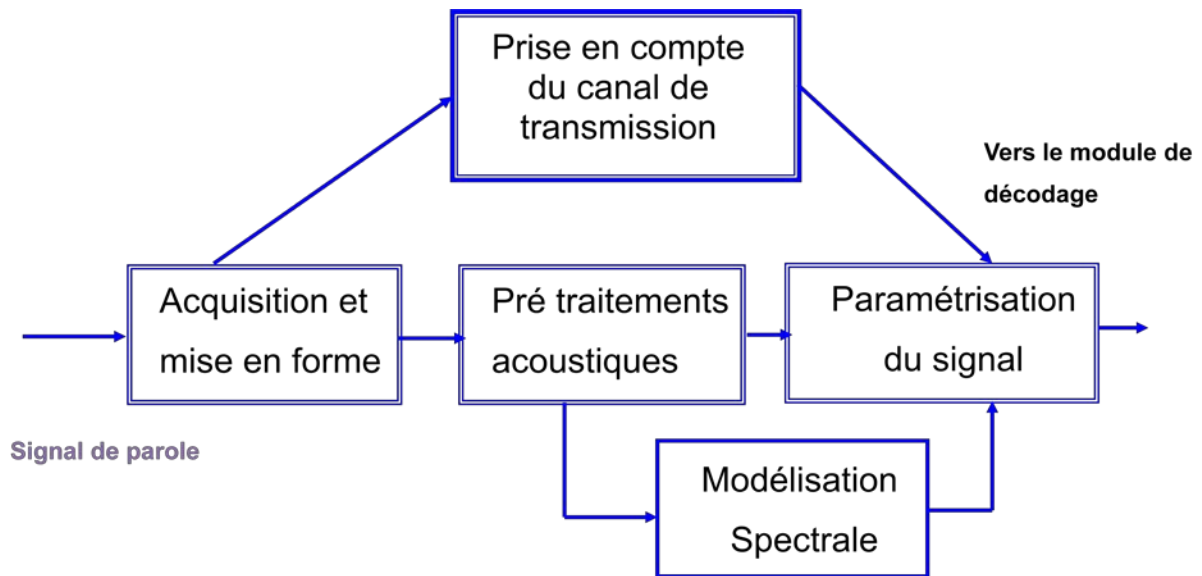 Prise en compte
du canal de
transmission
Vers le module de
décodage
Acquisition et
mise en forme
Pré traitements
acoustiques
Paramétrisation
du signal
Signal de parole
Modélisation
Spectrale